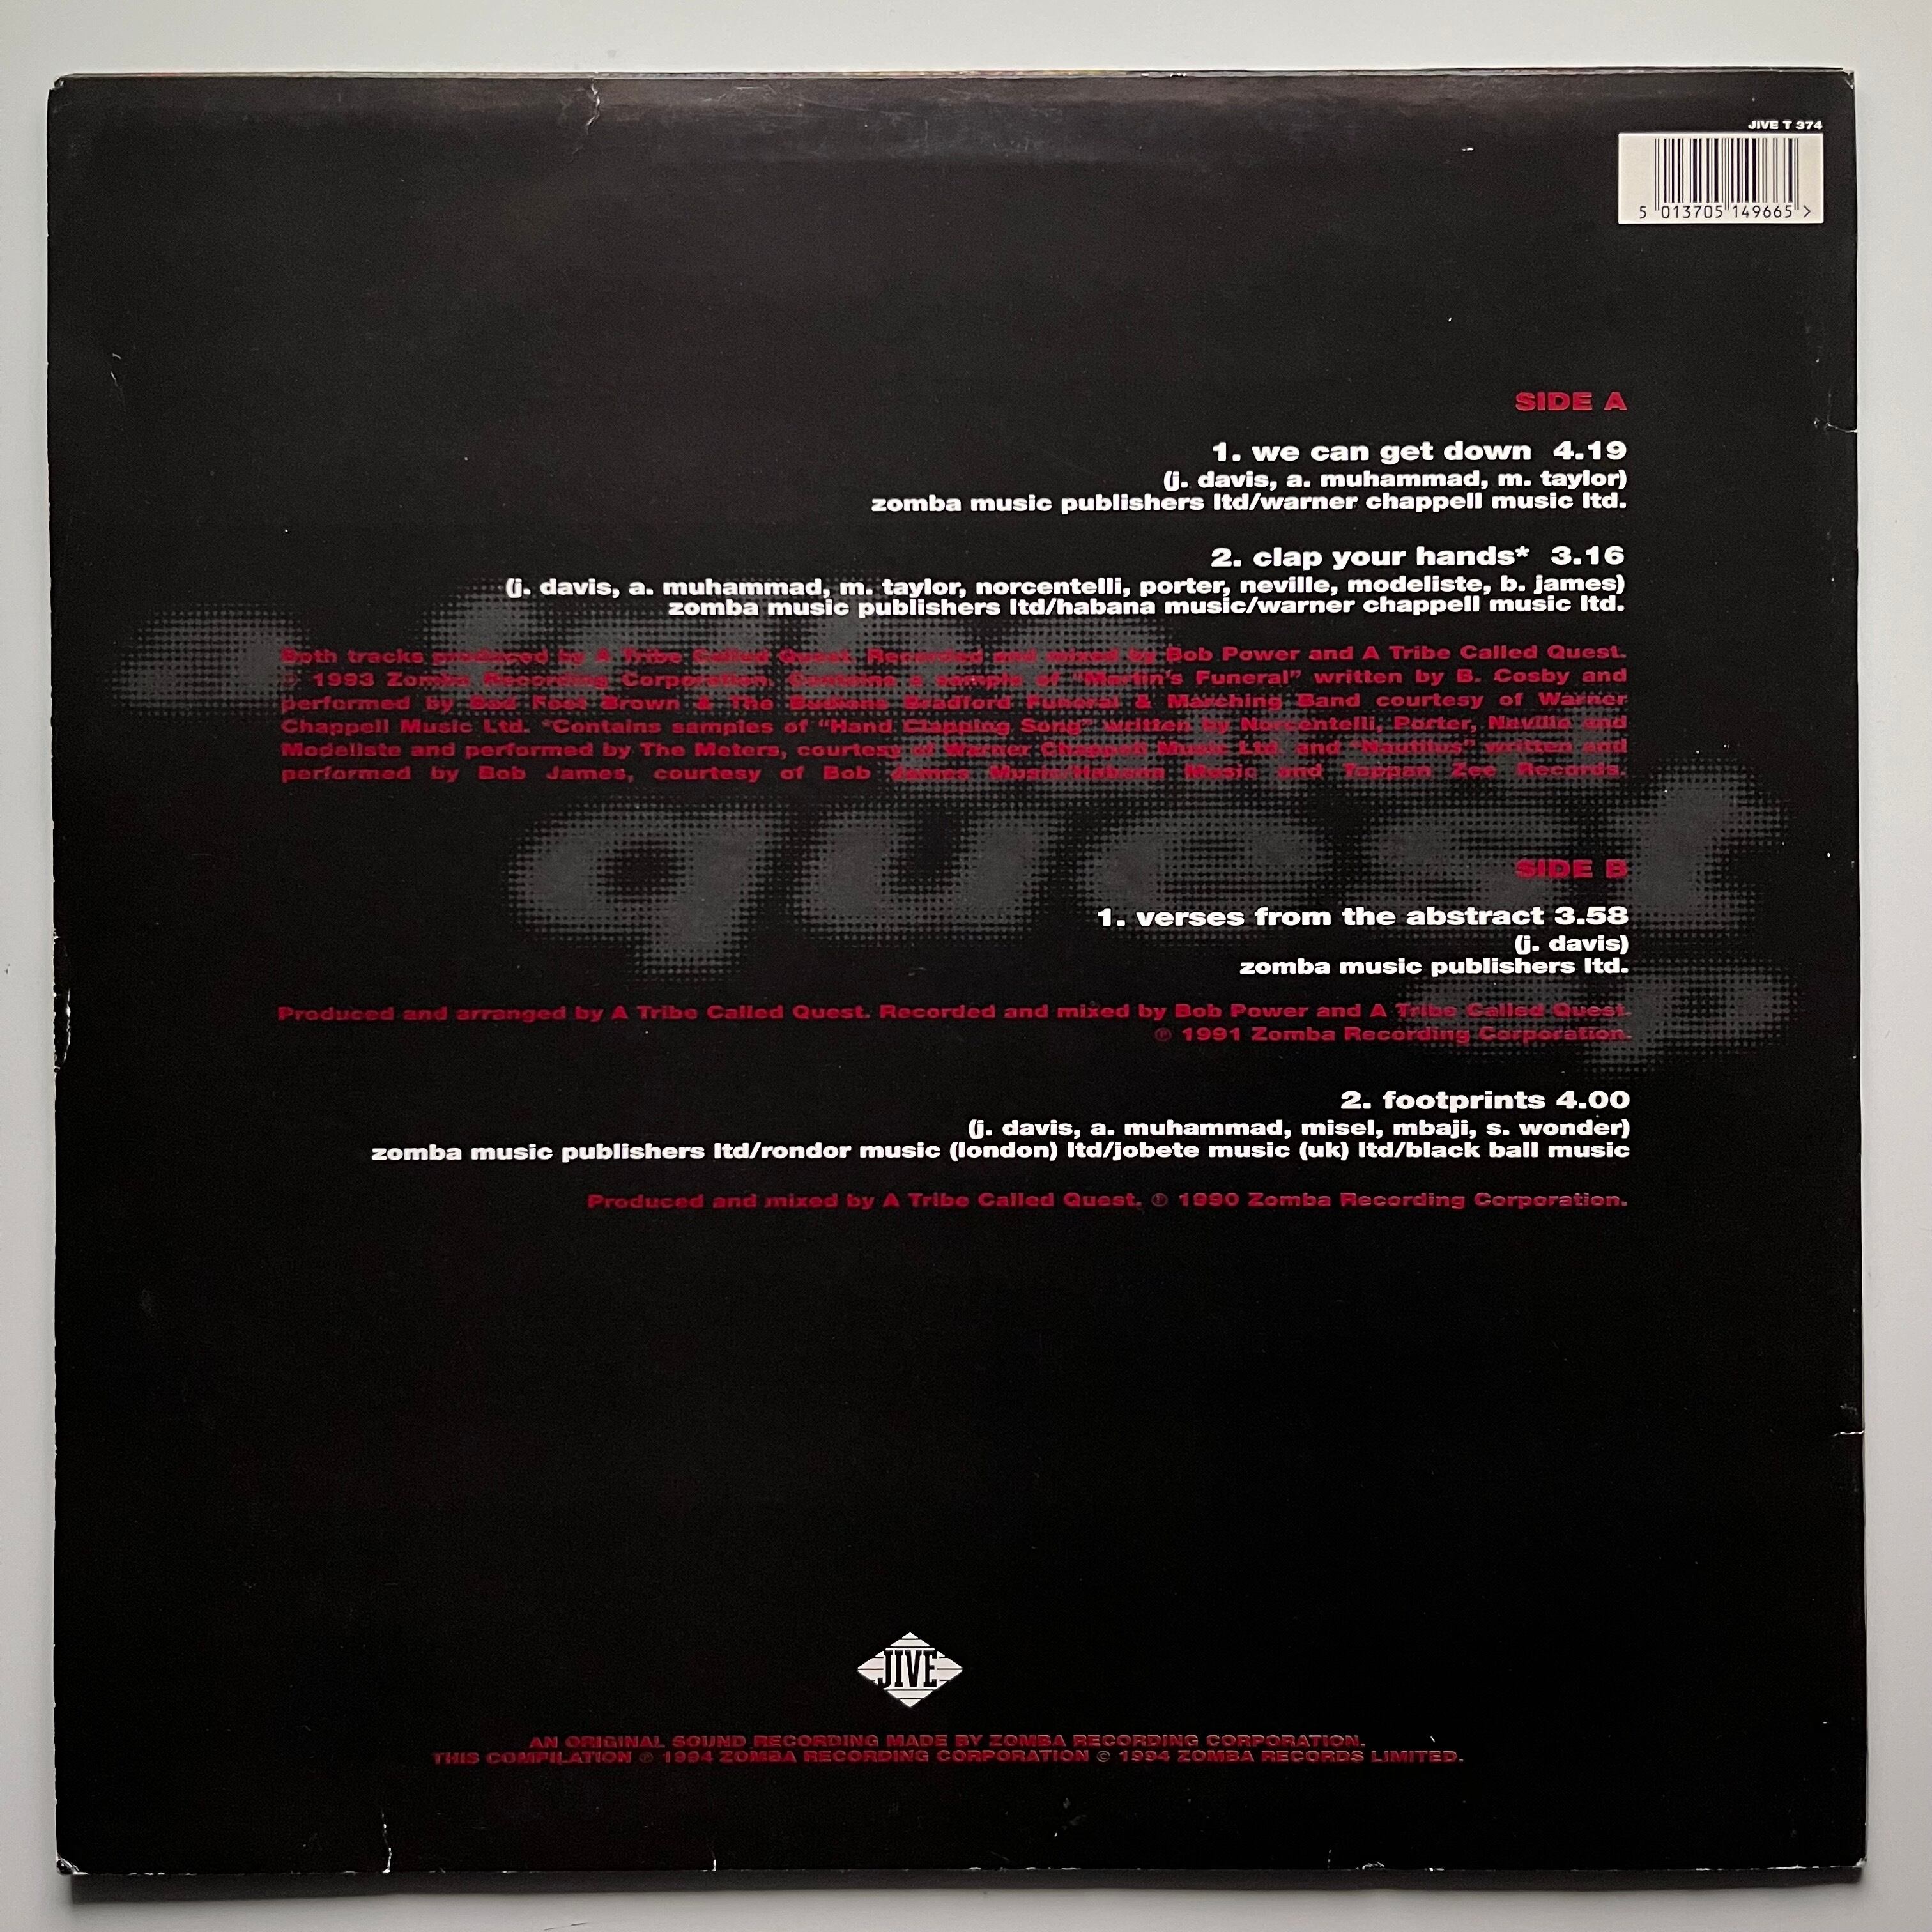 JIVE T 374
5 013705 149665 >
SIDE A
1. we can get down 4.19
(j. davis, a. muhammad, m. taylor)
zomba music publishers ltd/warner chappell music ltd.
2. clap your hands* 3.16
(j. davis, a. muhammad, m. taylor, norcentelli, porter, neville, modeliste, b. james)
zomba music publishers ltd/habana music/warner chappell music ltd.
a tribe
called
quest
ep
Both tracks produced by A Tribe Called Quest. Recorded and mixed by Bob Power and A Tribe Called Quest.
℗ 1993 Zomba Recording Corporation. Contains a sample of "Martin's Funeral" written by B. Cosby and
performed by Bad Foot Brown & The Bunions Bradford Funeral & Marching Band courtesy of Warner
Chappell Music Ltd. *Contains samples of "Hand Clapping Song" written by Norcentelli, Porter, Neville and
Modeliste and performed by The Meters, courtesy of Warner Chappell Music Ltd and "Nautilus" written and
performed by Bob James, courtesy of Bob James Music/Habana Music and Tappan Zee Records.
SIDE B
1. verses from the abstract 3.58
(j. davis)
zomba music publishers ltd.
Produced and arranged by A Tribe Called Quest. Recorded and mixed by Bob Power and A Tribe Called Quest.
℗ 1991 Zomba Recording Corporation.
2. footprints 4.00
(j. davis, a. muhammad, misel, mbaji, s. wonder)
zomba music publishers ltd/rondor music (london) ltd/jobete music (uk) ltd/black ball music
Produced and mixed by A Tribe Called Quest. ℗ 1990 Zomba Recording Corporation.
JIVE
AN ORIGINAL SOUND RECORDING MADE BY ZOMBA RECORDING CORPORATION.
THIS COMPILATION ℗ 1994 ZOMBA RECORDING CORPORATION © 1994 ZOMBA RECORDS LIMITED.